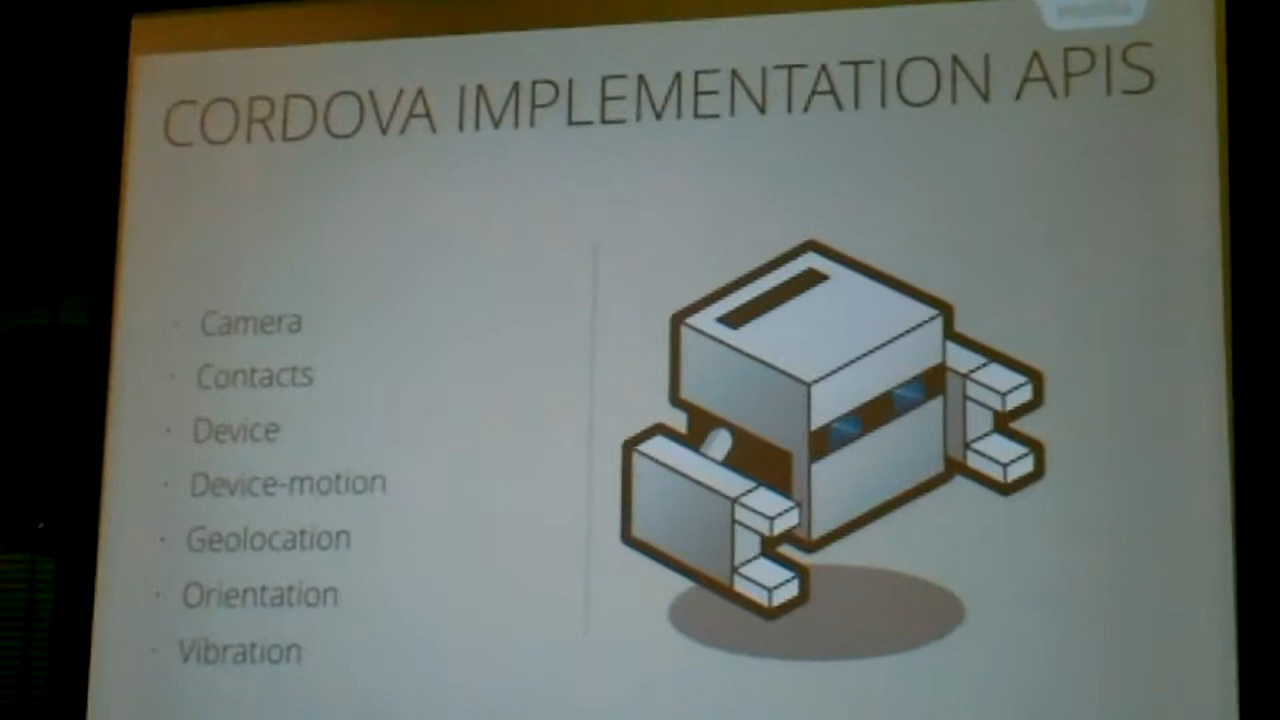 CORDOVA IMPLEMENTATION APIS
· Camera
· Contacts
· Device
· Device-motion
· Geolocation
· Orientation
· Vibration